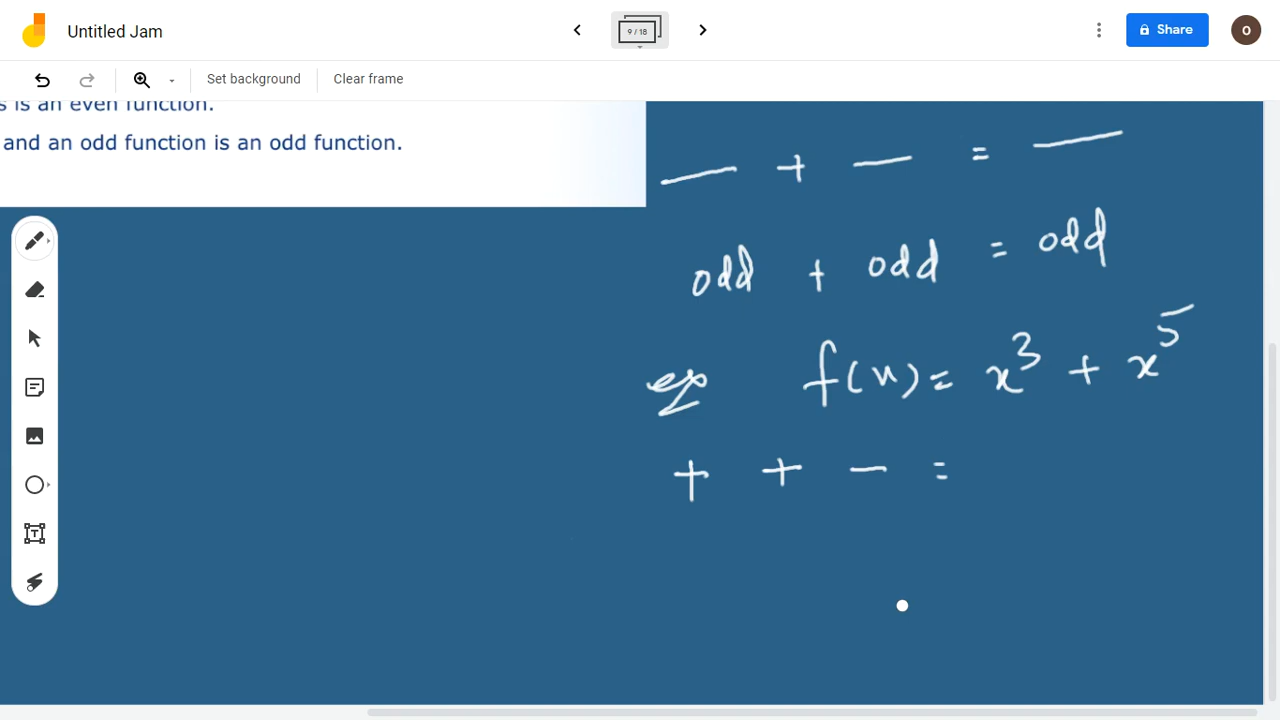 Untitled Jam
9 / 18
Share
O
Set background
Clear frame
s is an even function.
and an odd function is an odd function.
— + — = —
odd + odd = odd
ex f(x) = x³ + x⁵
+ + — =